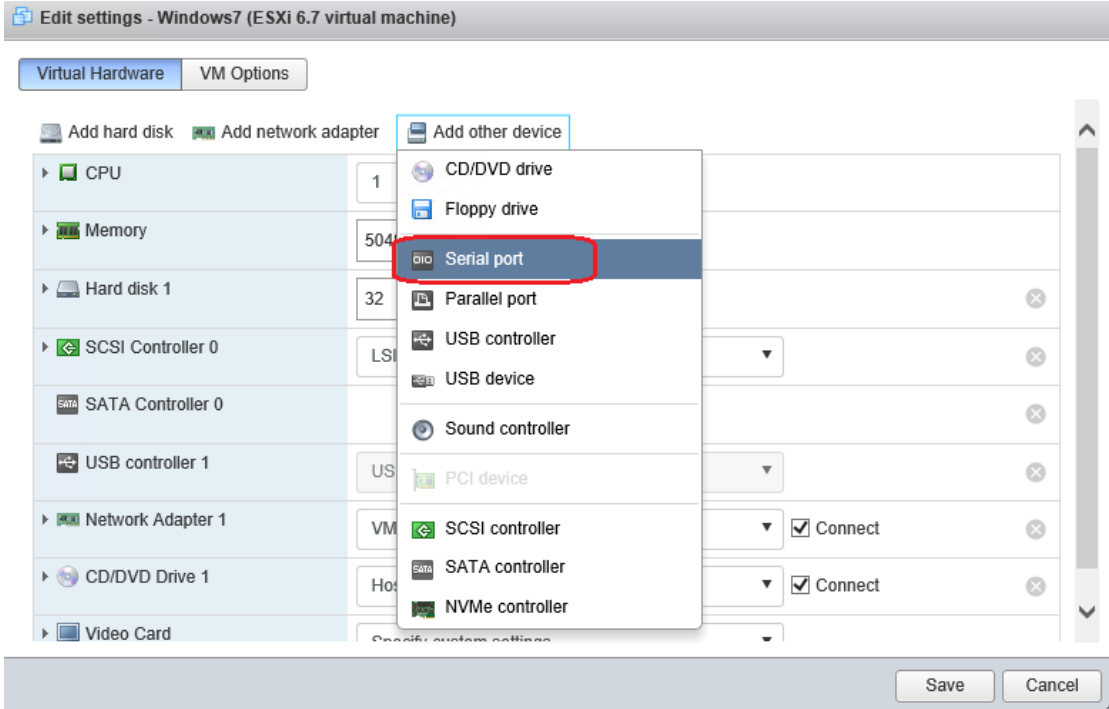 Edit settings - Windows7 (ESXi 6.7 virtual machine)
Virtual Hardware VM Options
Add hard disk Add network adapter Add other device
CPU 1
CD/DVD drive
Floppy drive
Memory 504
Serial port
Hard disk 1 32
Parallel port
USB controller
SCSI Controller 0 LSI
USB device
SATA Controller 0
Sound controller
USB controller 1 US
PCI device
Network Adapter 1 VM
SCSI controller
Connect
SATA controller
CD/DVD Drive 1 Hos
Connect
NVMe controller
Video Card
Specify custom settings
Save Cancel